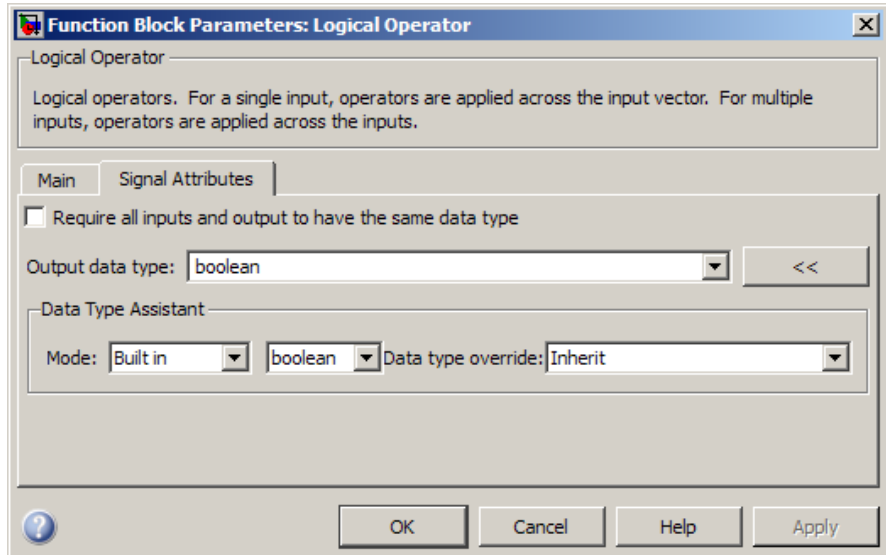 Function Block Parameters: Logical Operator
Logical Operator
Logical operators. For a single input, operators are applied across the input vector. For multiple
inputs, operators are applied across the inputs.
Main Signal Attributes
Require all inputs and output to have the same data type
Output data type: boolean <<
Data Type Assistant
Mode: Built in boolean Data type override: Inherit
OK Cancel Help Apply